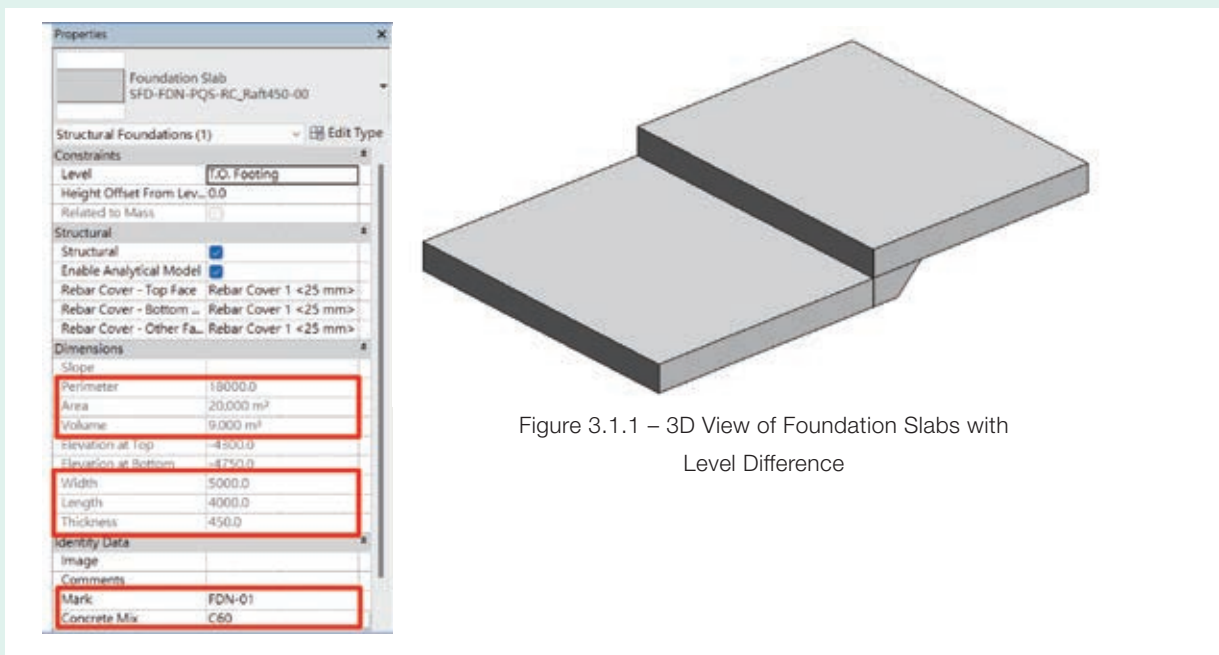 Properties
Foundation Slab
SFD-FDN-PQS-RC_Raft450-00
Structural Foundations (1) Edit Type
Constraints
Level T.O. Footing
Height Offset From Lev... 0.0
Related to Mass
Structural
Structural
Enable Analytical Model
Rebar Cover - Top Face Rebar Cover 1 <25 mm>
Rebar Cover - Bottom ... Rebar Cover 1 <25 mm>
Rebar Cover - Other Fa... Rebar Cover 1 <25 mm>
Dimensions
Slope
Perimeter 18000.0
Area 20.000 m²
Volume 9.000 m³
Elevation at Top -4300.0
Elevation at Bottom -4750.0
Width 5000.0
Length 4000.0
Thickness 450.0
Identity Data
Image
Comments
Mark FDN-01
Concrete Mix C60
Figure 3.1.1 – 3D View of Foundation Slabs with
Level Difference